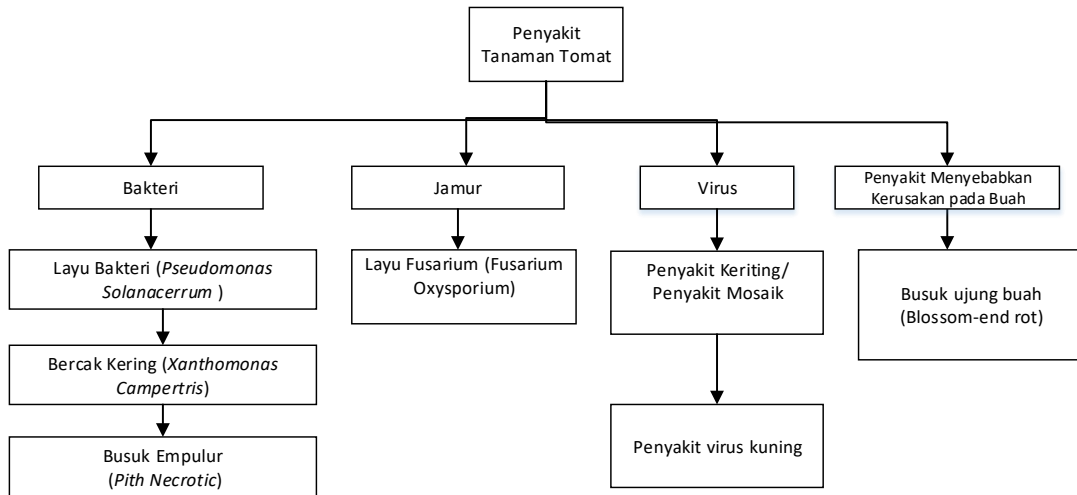 Penyakit
Tanaman Tomat
Bakteri
Jamur
Virus
Penyakit Menyebabkan
Kerusakan pada Buah
Layu Bakteri (Pseudomonas
Solanacerrum )
Layu Fusarium (Fusarium
Oxysporium)
Penyakit Keriting/
Penyakit Mosaik
Busuk ujung buah
(Blossom-end rot)
Bercak Kering (Xanthomonas
Campertris)
Busuk Empulur
(Pith Necrotic)
Penyakit virus kuning